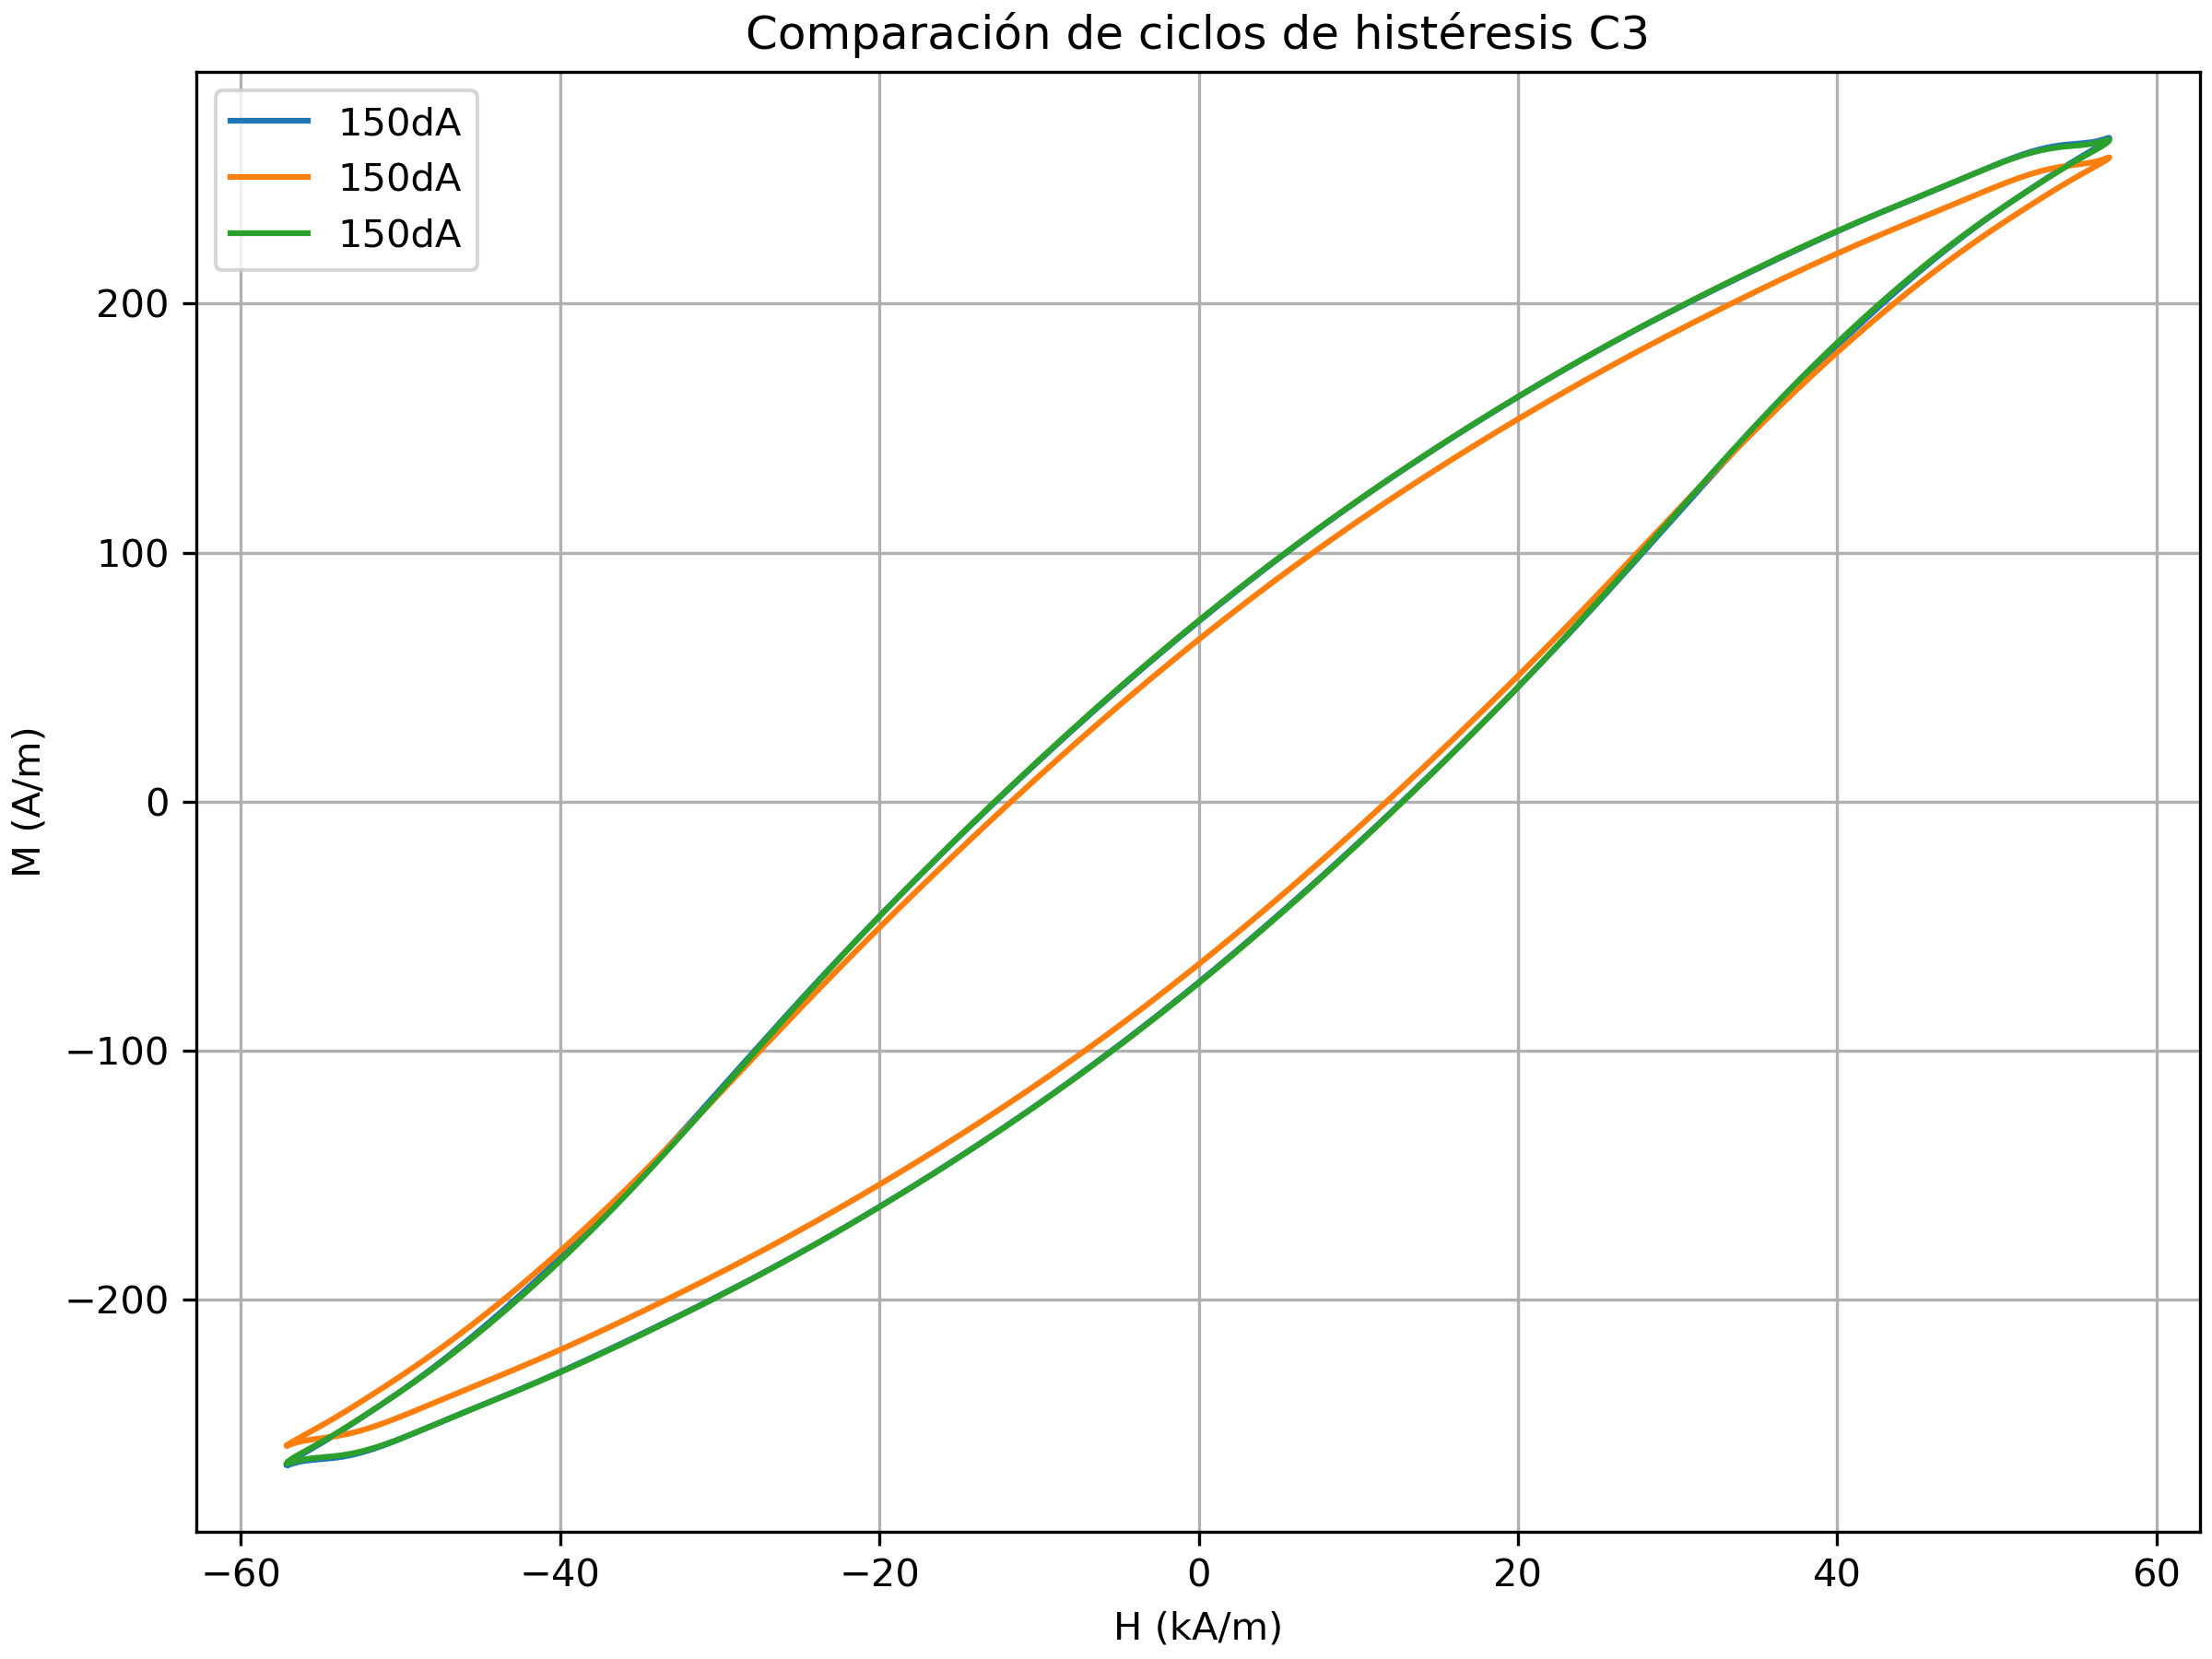 Comparación de ciclos de histéresis C3
150dA
150dA
150dA
M (A/m)
200
100
0
−100
−200
−60
−40
−20
0
20
40
60
H (kA/m)